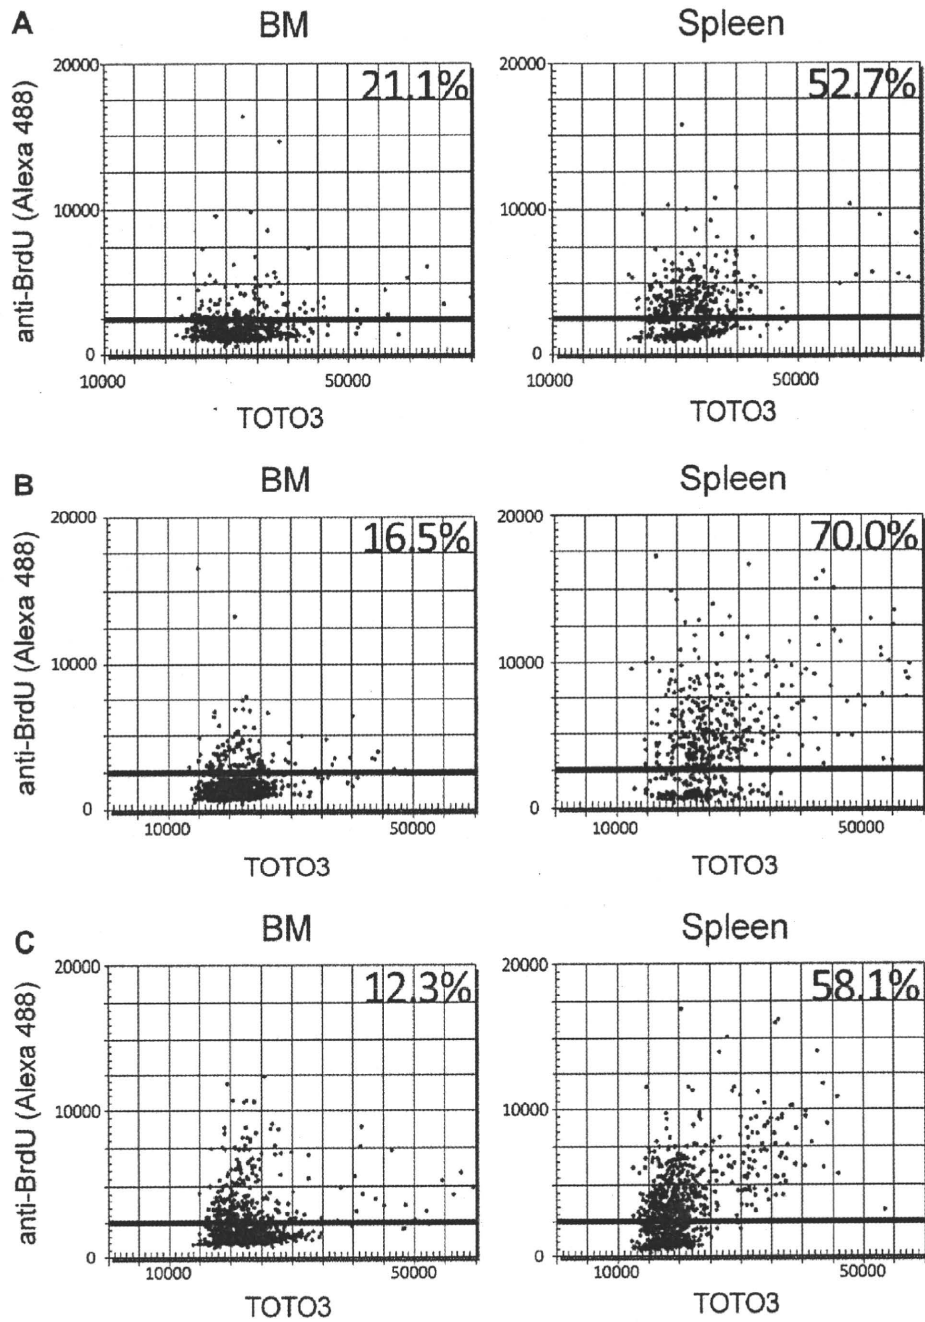 A
BM
Spleen
anti-BrdU (Alexa 488)
20000
10000
0
21.1%
10000
50000
TOTO3
20000
10000
0
52.7%
10000
50000
TOTO3
B
BM
Spleen
anti-BrdU (Alexa 488)
20000
10000
0
16.5%
10000
50000
TOTO3
20000
10000
0
70.0%
10000
50000
TOTO3
C
BM
Spleen
anti-BrdU (Alexa 488)
20000
10000
0
12.3%
10000
50000
TOTO3
20000
10000
0
58.1%
10000
50000
TOTO3